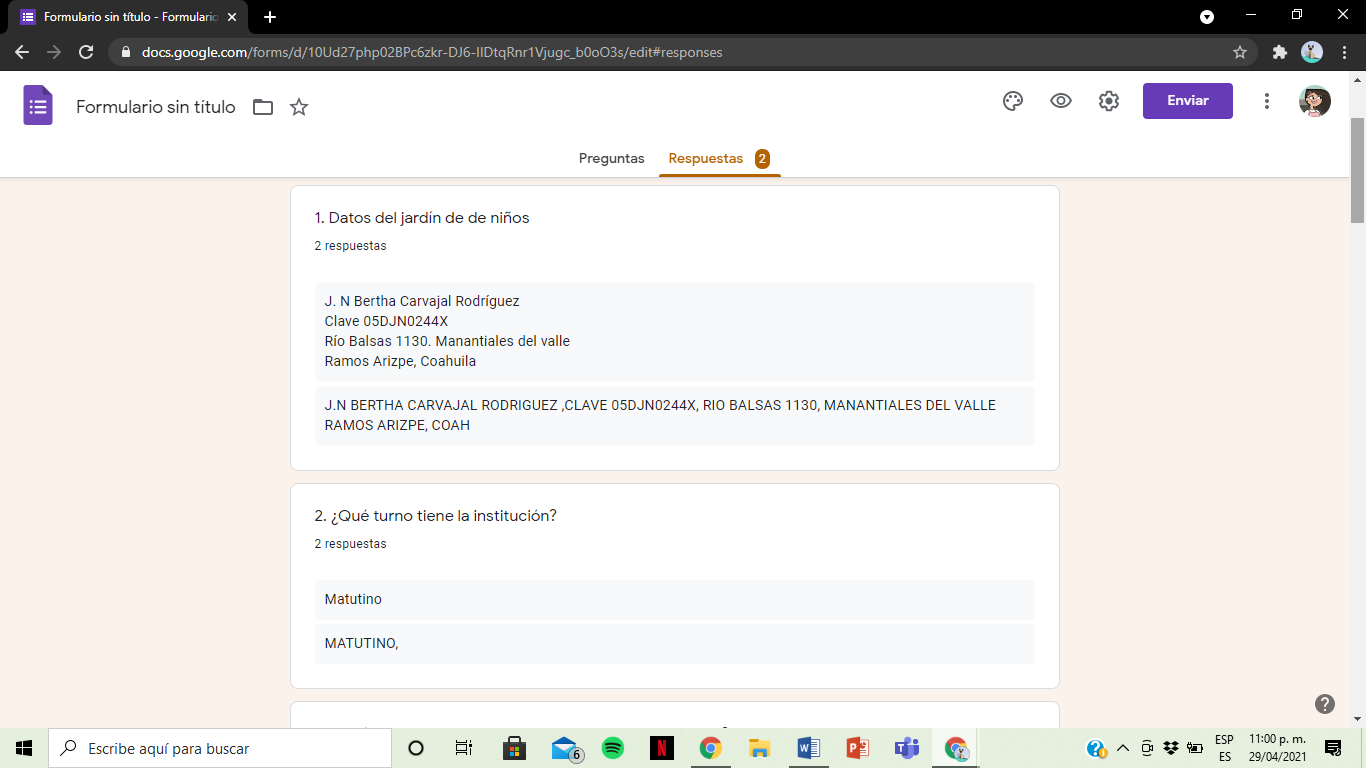 Formulario sin título - Formulario
docs.google.com/forms/d/10Ud27php02BPc6zkr-DJ6-IIDtqRnr1Vjugc_b0oO3s/edit#responses
Formulario sin título
Enviar
Preguntas
Respuestas 2
1. Datos del jardín de de niños
2 respuestas
J. N Bertha Carvajal Rodríguez
Clave 05DJN0244X
Río Balsas 1130. Manantiales del valle
Ramos Arizpe, Coahuila
J.N BERTHA CARVAJAL RODRIGUEZ ,CLAVE 05DJN0244X, RIO BALSAS 1130, MANANTIALES DEL VALLE
RAMOS ARIZPE, COAH
2. ¿Qué turno tiene la institución?
2 respuestas
Matutino
MATUTINO,
Escribe aquí para buscar
6
ESP
ES
11:00 p. m.
29/04/2021